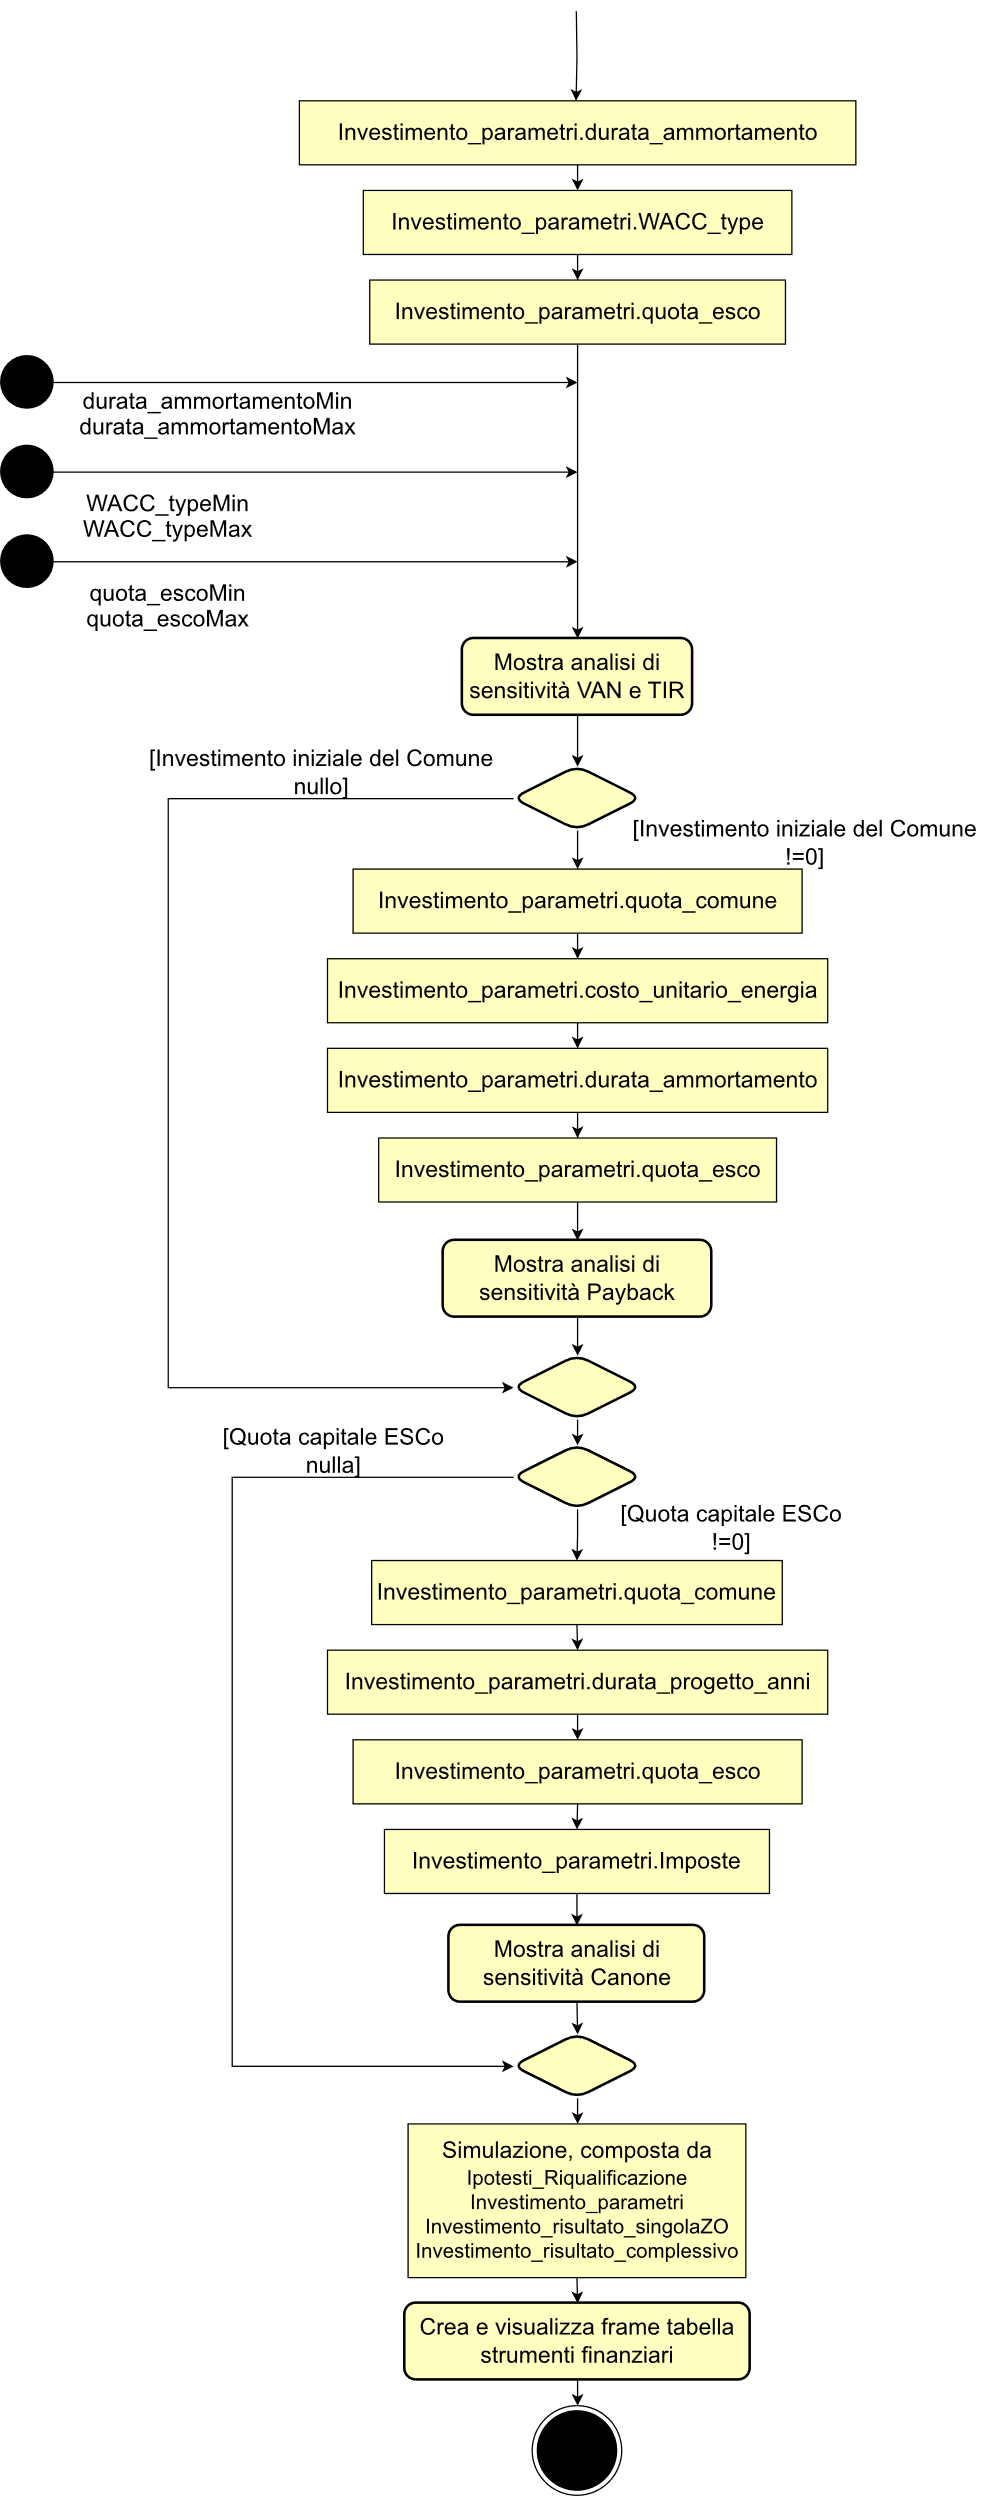 Investimento_parametri.durata_ammortamento
Investimento_parametri.WACC_type
Investimento_parametri.quota_esco
durata_ammortamentoMin
durata_ammortamentoMax
WACC_typeMin
WACC_typeMax
quota_escoMin
quota_escoMax
Mostra analisi di
sensitività VAN e TIR
[Investimento iniziale del Comune
nullo]
[Investimento iniziale del Comune
!=0]
Investimento_parametri.quota_comune
Investimento_parametri.costo_unitario_energia
Investimento_parametri.durata_ammortamento
Investimento_parametri.quota_esco
Mostra analisi di
sensitività Payback
[Quota capitale ESCo
nulla]
[Quota capitale ESCo
!=0]
Investimento_parametri.quota_comune
Investimento_parametri.durata_progetto_anni
Investimento_parametri.quota_esco
Investimento_parametri.Imposte
Mostra analisi di
sensitività Canone
Simulazione, composta da
Ipotesi_Riqualificazione
Investimento_parametri
Investimento_risultato_singolaZO
Investimento_risultato_complessivo
Crea e visualizza frame tabella
strumenti finanziari